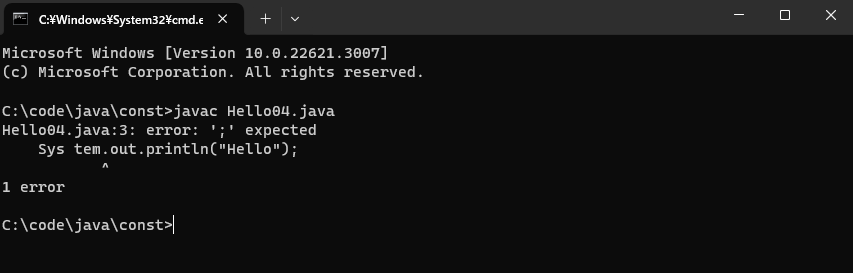 C:¥Windows¥System32¥cmd.e
Microsoft Windows [Version 10.0.22621.3007]
(c) Microsoft Corporation. All rights reserved.
C:\code\java\const>javac Hello04.java
Hello04.java:3: error: ';' expected
    Sys tem.out.println("Hello");
           ^
1 error
C:\code\java\const>